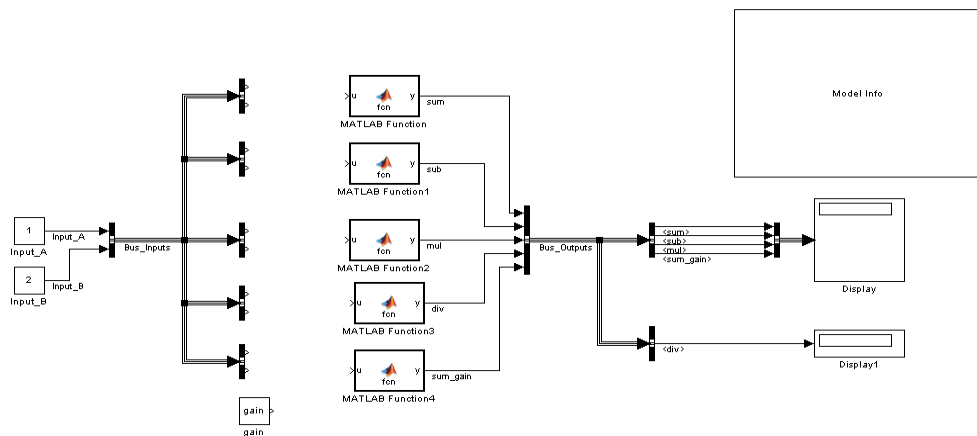 Model Info
u y
fcn
sum
MATLAB Function
u y
fcn
sub
MATLAB Function1
1
Input_A
Input_A
2
Input_B
Input_B
Bus_Inputs
u y
fcn
mul
MATLAB Function2
u y
fcn
div
MATLAB Function3
u y
fcn
sum_gain
MATLAB Function4
gain
gain
Bus_Outputs
<sum>
<sub>
<mul>
<sum_gain>
Display
<div>
Display1